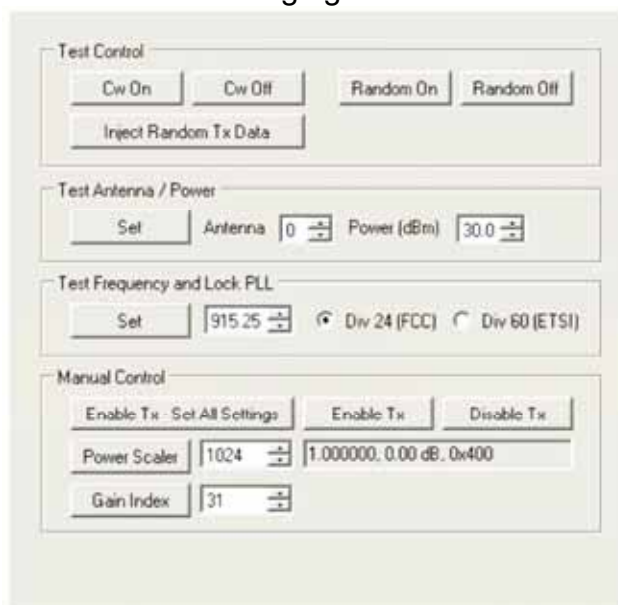 Test Control
Cw On Cw Off Random On Random Off
Inject Random Tx Data
Test Antenna / Power
Set Antenna 0 Power (dBm) 30.0
Test Frequency and Lock PLL
Set 915.25 Div 24 (FCC) Div 60 (ETSI)
Manual Control
Enable Tx - Set All Settings Enable Tx Disable Tx
Power Scaler 1024 1.000000, 0.00 dB, 0x400
Gain Index 31